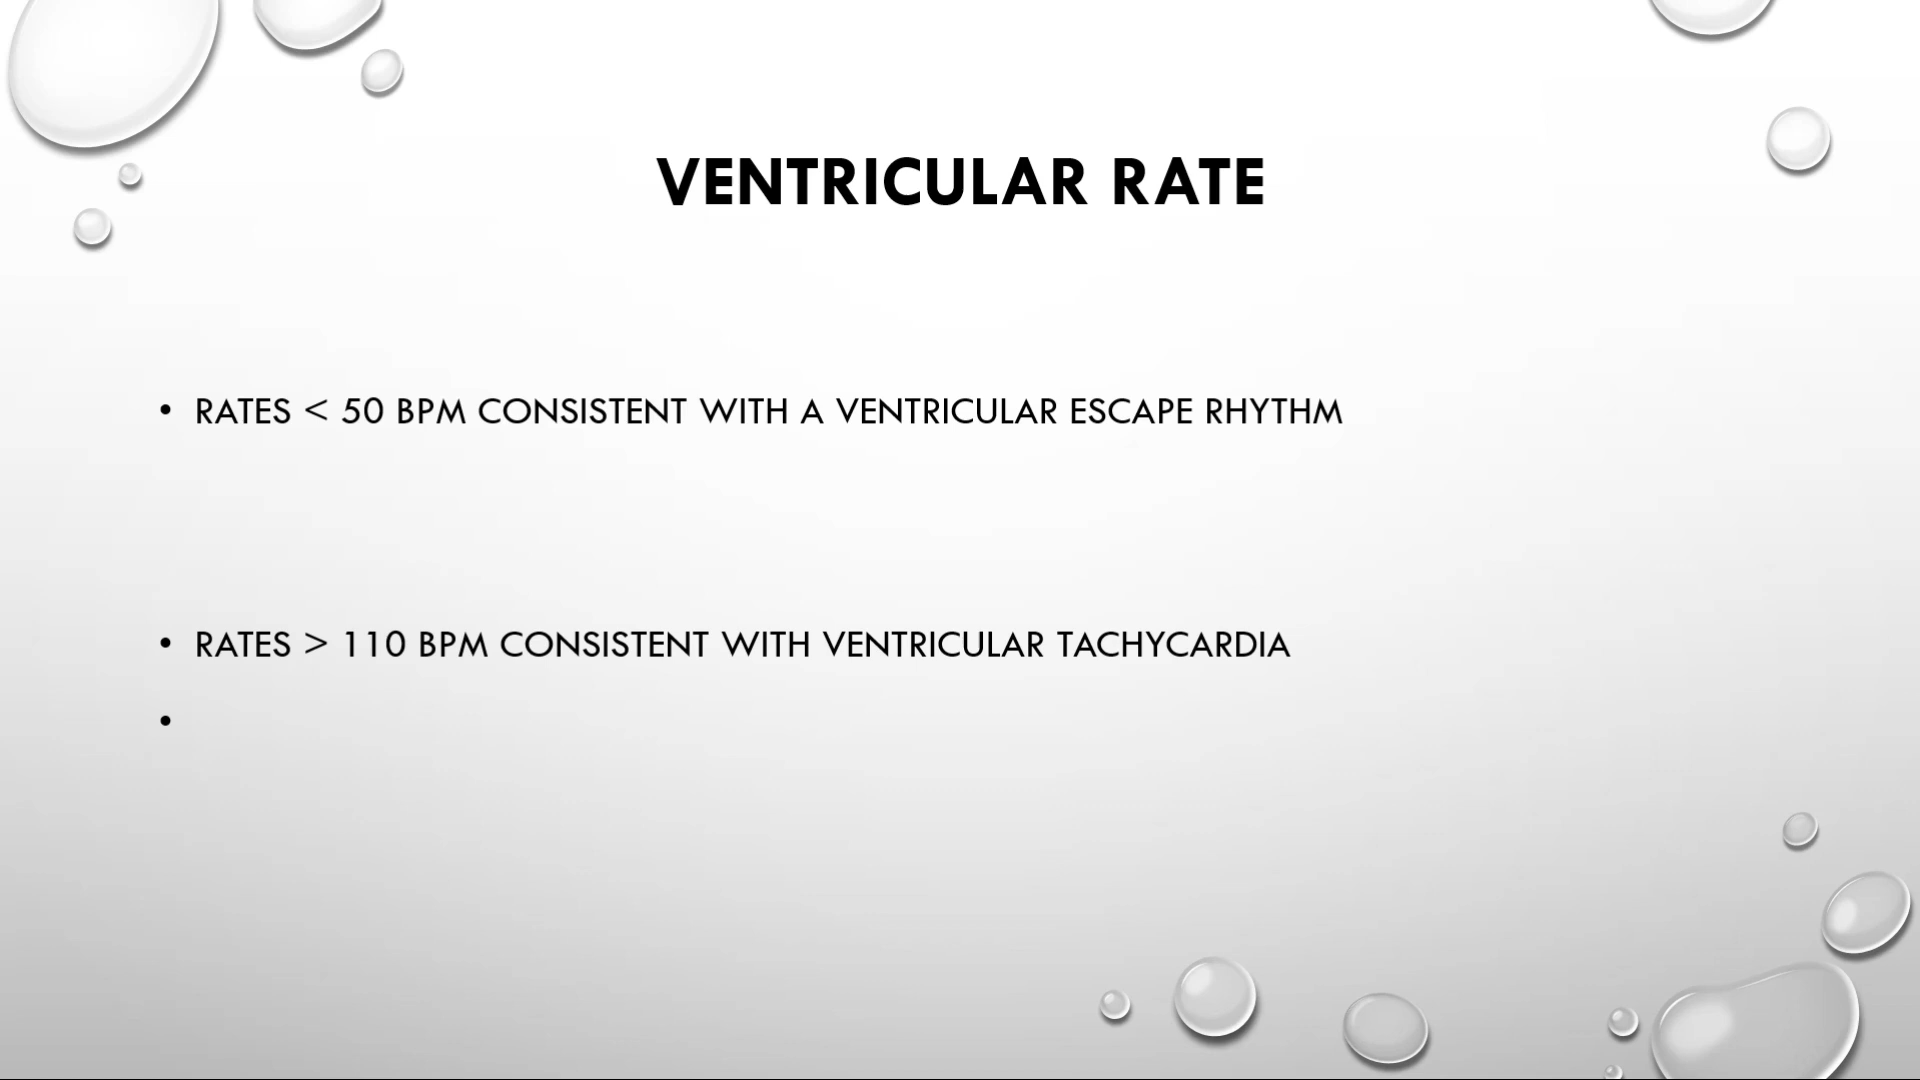 VENTRICULAR RATE
• RATES < 50 BPM CONSISTENT WITH A VENTRICULAR ESCAPE RHYTHM
• RATES > 110 BPM CONSISTENT WITH VENTRICULAR TACHYCARDIA
•